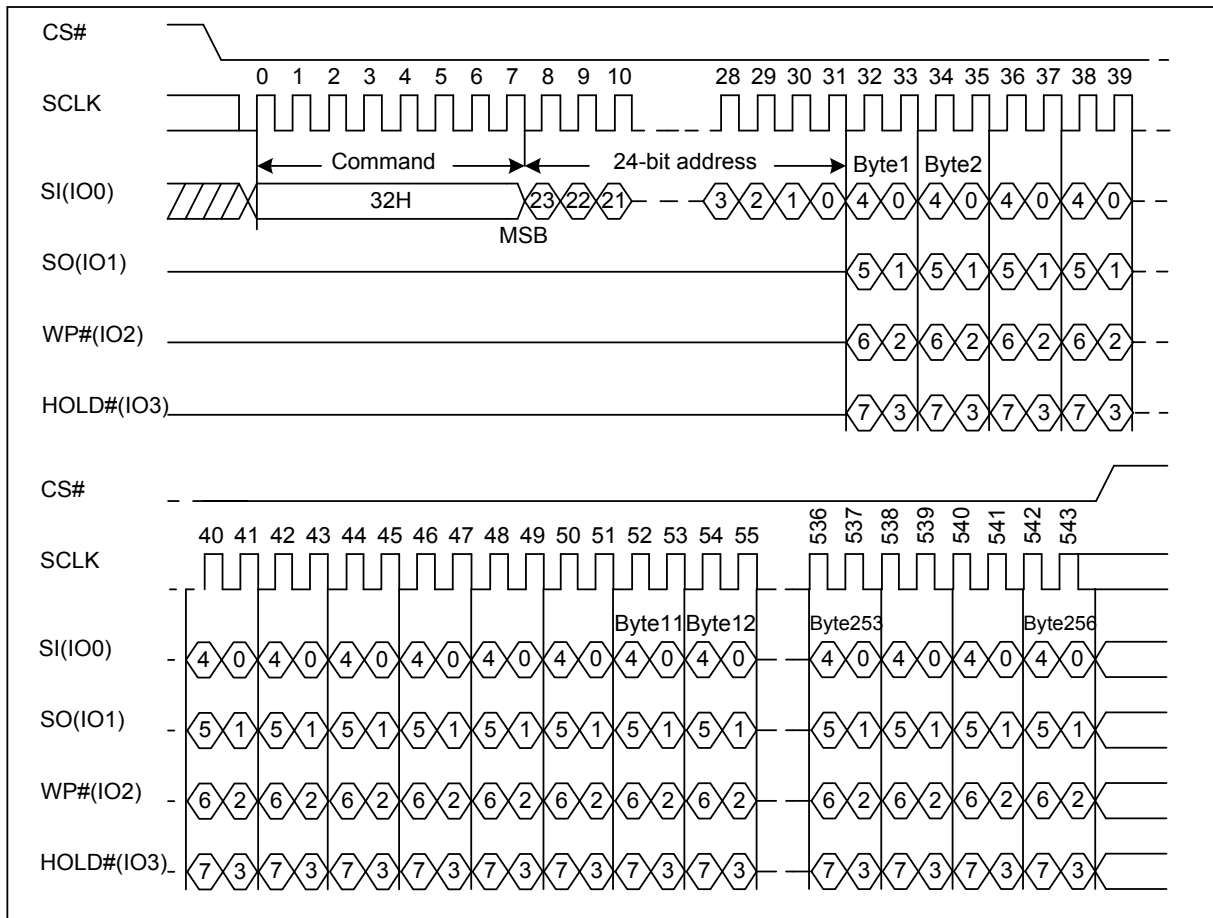 CS#
0 1 2 3 4 5 6 7 8 9 10 28 29 30 31 32 33 34 35 36 37 38 39
SCLK
Command 24-bit address Byte1 Byte2
SI(IO0) 32H 23 22 21 3 2 1 0 4 0 4 0 4 0 4 0
MSB
SO(IO1) 5 1 5 1 5 1 5 1
WP#(IO2) 6 2 6 2 6 2 6 2
HOLD#(IO3) 7 3 7 3 7 3 7 3
CS#
40 41 42 43 44 45 46 47 48 49 50 51 52 53 54 55 536 537 538 539 540 541 542 543
SCLK
Byte11 Byte12 Byte253 Byte256
SI(IO0) 4 0 4 0 4 0 4 0 4 0 4 0 4 0 4 0 4 0 4 0 4 0 4 0
SO(IO1) 5 1 5 1 5 1 5 1 5 1 5 1 5 1 5 1 5 1 5 1 5 1 5 1
WP#(IO2) 6 2 6 2 6 2 6 2 6 2 6 2 6 2 6 2 6 2 6 2 6 2 6 2
HOLD#(IO3) 7 3 7 3 7 3 7 3 7 3 7 3 7 3 7 3 7 3 7 3 7 3 7 3